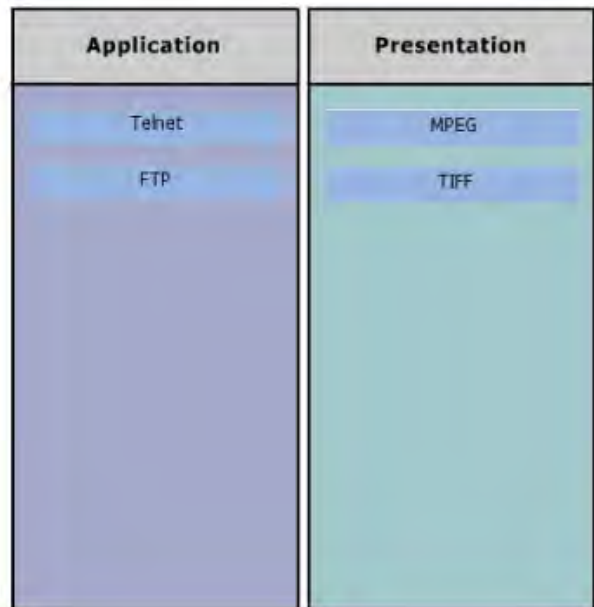 Application
Presentation
Telnet
MPEG
FTP
TIFF